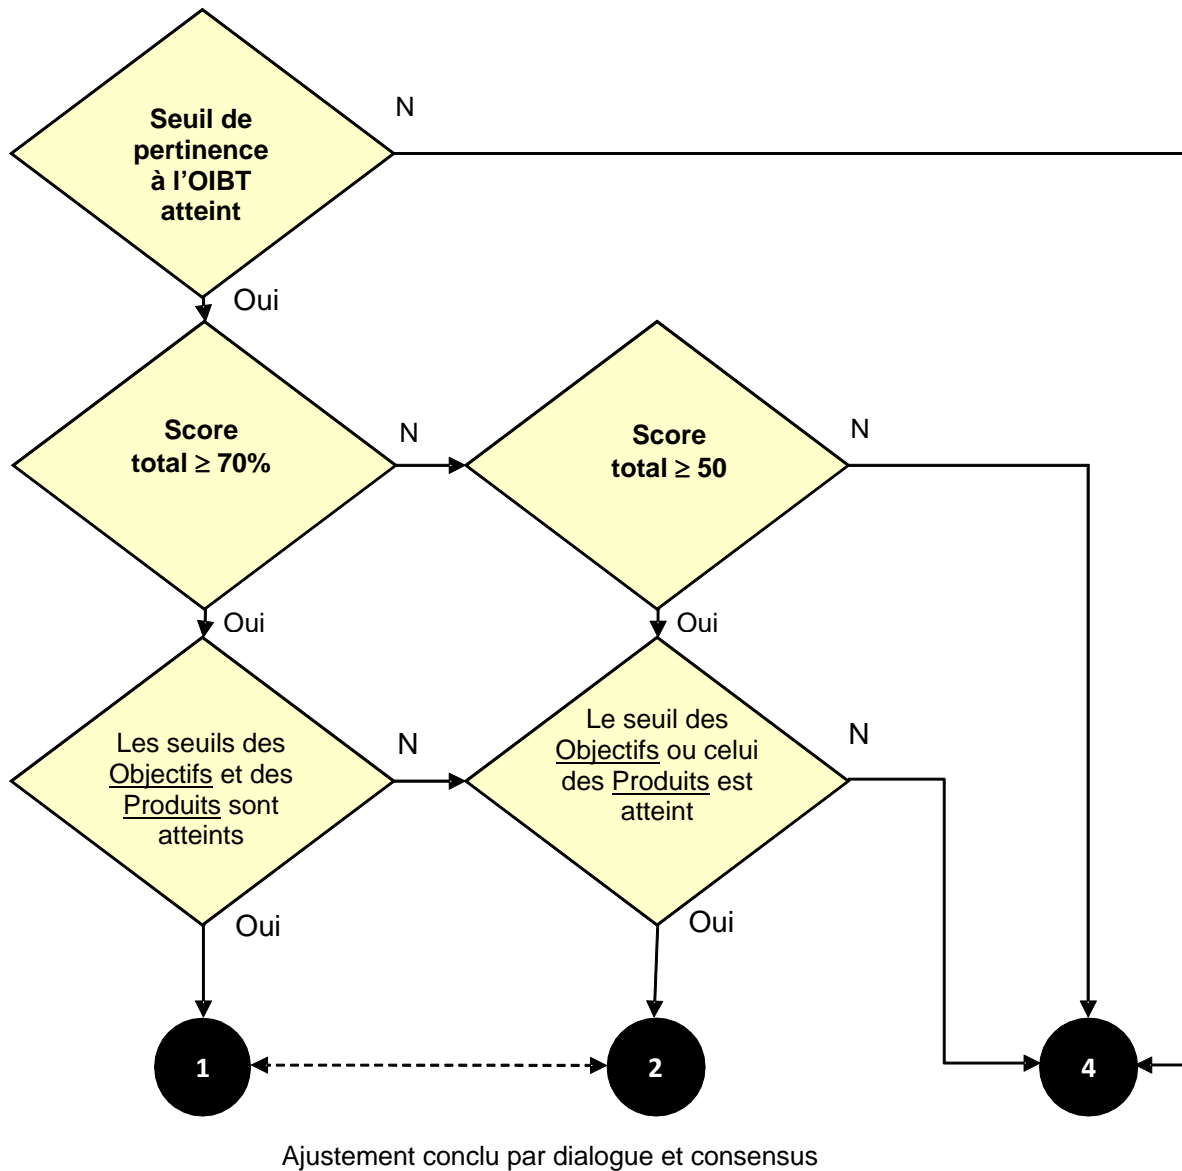 Seuil de
pertinence
à l’OIBT
atteint
N
Oui
Score
total ≥ 70%
N
Score
total ≥ 50
N
Oui
Oui
Les seuils des
Objectifs et des
Produits sont
atteints
N
Le seuil des
Objectifs ou celui
des Produits est
atteint
N
Oui
Oui
1
2
4
Ajustement conclu par dialogue et consensus